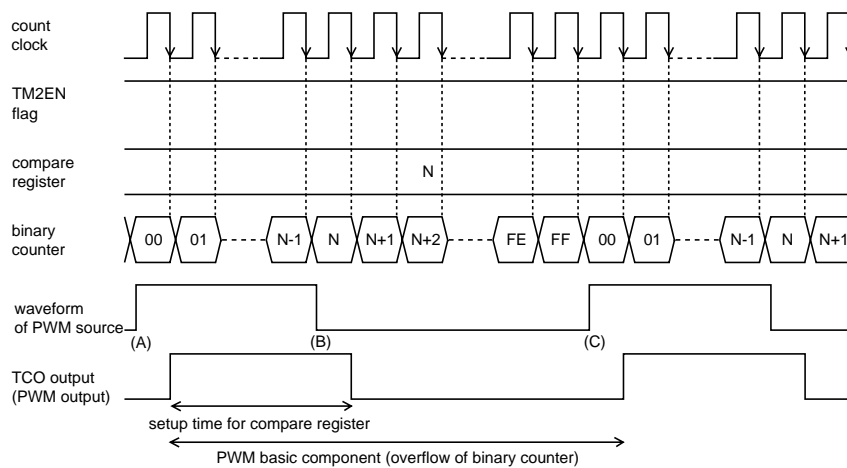 count
clock
TM2EN
flag
compare
register
N
binary
counter
00 01 N-1 N N+1 N+2 FE FF 00 01 N-1 N N+1
waveform
of PWM source
(A) (B) (C)
TCO output
(PWM output)
setup time for compare register
PWM basic component (overflow of binary counter)